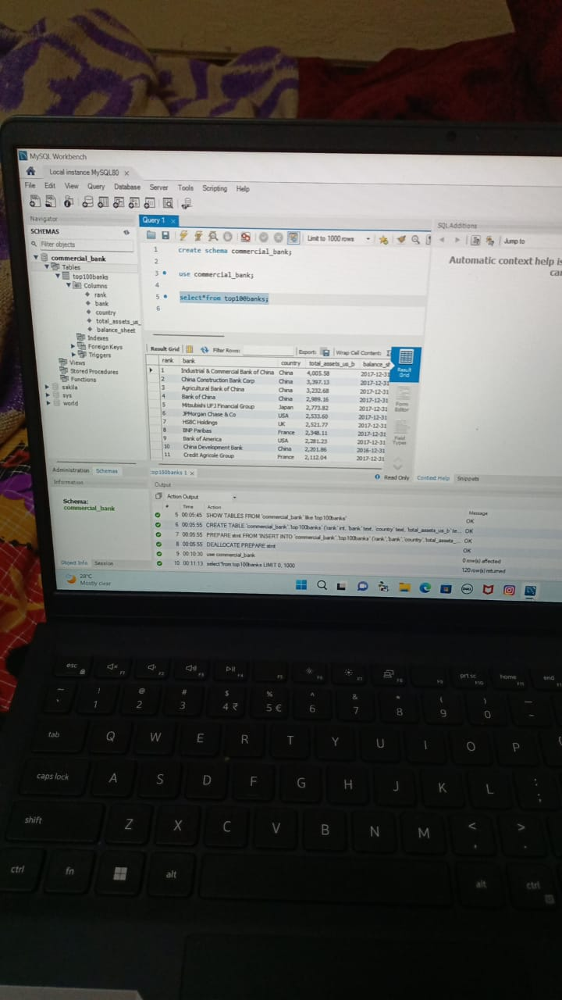 MySQL Workbench
Local instance MySQL80 ×
File Edit View Query Database Server Tools Scripting Help
Navigator
SCHEMAS
Filter objects
commercial_bank
Tables
top100banks
Columns
rank
bank
country
total_assets_us_
balance_sheet
Indexes
Foreign Keys
Triggers
Views
Stored Procedures
Functions
sakila
sys
world
Administration Schemas
Information
Schema:
commercial_bank
Object Info Session
Query 1 ×
Limit to 1000 rows
1 create schema commercial_bank;
2
3 use commercial_bank;
4
5 select*from top100banks;
6
Result Grid Filter Rows: Export: Wrap Cell Content:
rank bank country total_assets_us_b balance_s
1 Industrial & Commercial Bank of China China 4,005.58 2017-12-31
2 China Construction Bank Corp China 3,397.13 2017-12-31
3 Agricultural Bank of China China 3,232.68 2017-12-31
4 Bank of China China 2,989.16 2017-12-31
5 Mitsubishi UFJ Financial Group Japan 2,773.82 2017-12-31
6 JPMorgan Chase & Co USA 2,533.60 2017-12-31
7 HSBC Holdings UK 2,521.77 2017-12-31
8 BNP Paribas France 2,348.11 2017-12-31
9 Bank of America USA 2,281.23 2017-12-31
10 China Development Bank China 2,201.86 2016-12-31
11 Credit Agricole Group France 2,112.04 2017-12-31
Result Grid
Form Editor
Field Types
top100banks 1 ×
Read Only Context Help Snippets
SQLAdditions
Jump to
Automatic context help is
car
Output
Action Output
# Time Action Message
5 00:05:45 SHOW TABLES FROM `commercial_bank` like 'top100banks' OK
6 00:05:55 CREATE TABLE `commercial_bank`.`top100banks` (`rank` int, `bank` text, `country` text, `total_assets_us_b` te... OK
7 00:05:55 PREPARE stmt FROM 'INSERT INTO `commercial_bank`.`top100banks` (`rank`,`bank`,`country`,`total_assets_... OK
8 00:05:55 DEALLOCATE PREPARE stmt OK
9 00:10:30 use commercial_bank 0 row(s) affected
10 00:11:13 select*from top100banks LIMIT 0, 1000 120 row(s) returned
28°C
Mostly clear
DELL
esc F1 F2 F3 F4 F5 F6 F7 F8 F9 prt sc F10 home F11 end
~ ` ! 1 @ 2 # 3 $ 4 ₹ % 5 € ^ 6 & 7 * 8 ( 9 ) 0 _ -
tab Q W E R T Y U I O P
caps lock A S D F G H J K L : ;
shift Z X C V B N M < , > .
ctrl fn alt alt ctrl